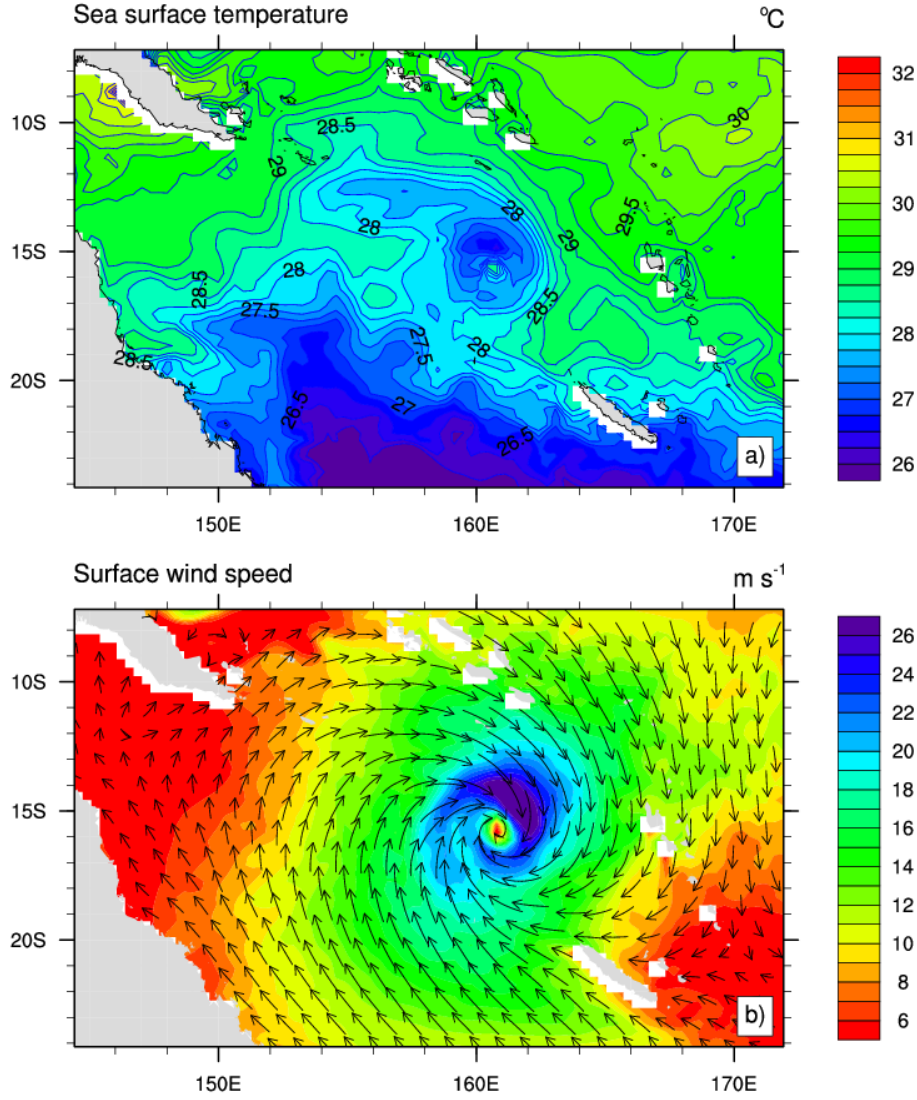 Sea surface temperature
°C
32
31
30
29
28
27
26
10S
15S
20S
150E
160E
170E
28.5
29
30
29.5
28
28
29
28
28.5
28.5
27.5
28.5
27.5
28
27
26.5
26.5
a)
Surface wind speed
m s-1
26
24
22
20
18
16
14
12
10
8
6
10S
15S
20S
150E
160E
170E
b)